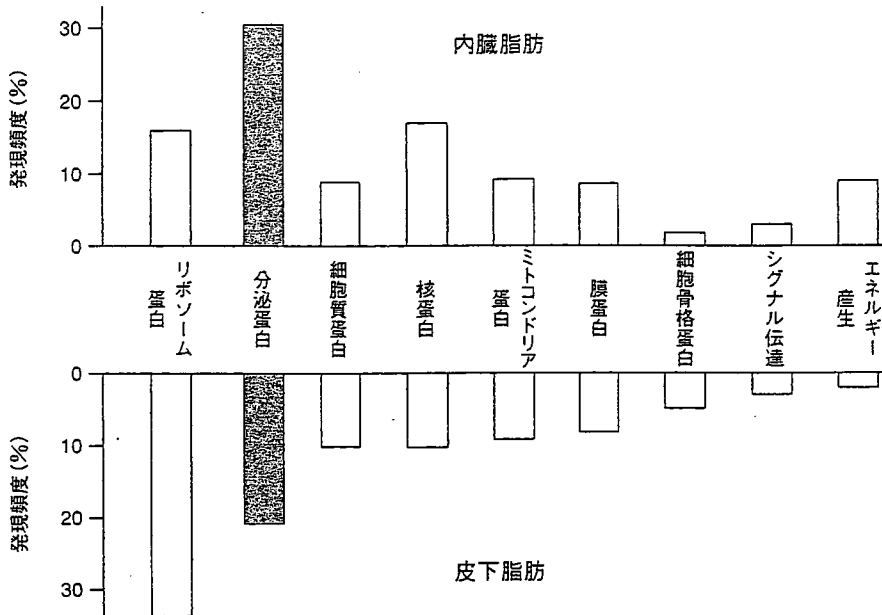 内臓脂肪
発現頻度(%)
30
20
10
0
リボソーム
蛋白
分泌蛋白
細胞質蛋白
核蛋白
ミトコンドリア
蛋白
膜蛋白
細胞骨格蛋白
シグナル伝達
エネルギー
産生
0
10
20
30
発現頻度(%)
皮下脂肪